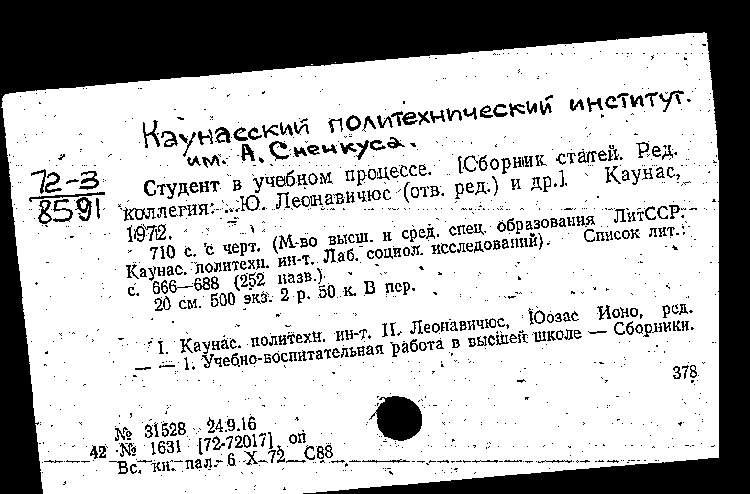 Каунасский политехнический институт.
им. А. Снечкуса.
72-3
8591
Студент в учебном процессе. [Сборник статей. Ред.
коллегия: ...Ю. Леонавичюс (отв. ред.) и др.]. Каунас,
1972.
710 с. с черт. (М-во высш. и сред. спец. образования ЛитССР.
Каунас. политехн. ин-т. Лаб. социол. исследований). Список лит.:
с. 666—688 (252 назв.)
20 см. 500 экз. 2 р. 50 к. В пер.
I. Каунас. политехн. ин-т. II. Леонавичюс, Юозас Ионо, ред.
— — 1. Учебно-воспитательная работа в высшей школе — Сборники.
378
№ 31528 24.9.16
42 № 1631 [72-72017] оп
Вс. кн. пал. 6 X-72 С88